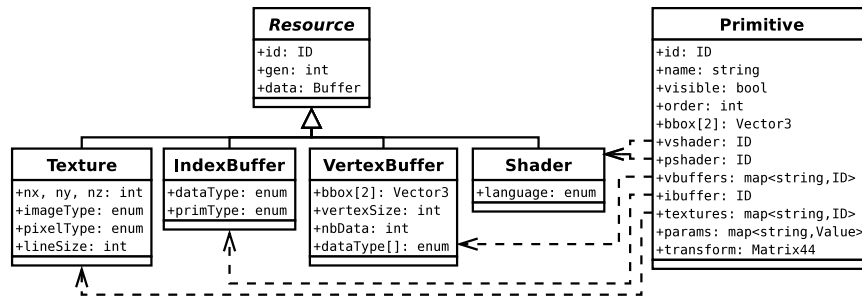 Resource
+id: ID
+gen: int
+data: Buffer
Primitive
+id: ID
+name: string
+visible: bool
+order: int
+bbox[2]: Vector3
+vshader: ID
+pshader: ID
+vbuffers: map<string,ID>
+ibuffer: ID
+textures: map<string,ID>
+params: map<string,Value>
+transform: Matrix44
Texture
+nx, ny, nz: int
+imageType: enum
+pixelType: enum
+lineSize: int
IndexBuffer
+dataType: enum
+primType: enum
VertexBuffer
+bbox[2]: Vector3
+vertexSize: int
+nbData: int
+dataType[]: enum
Shader
+language: enum